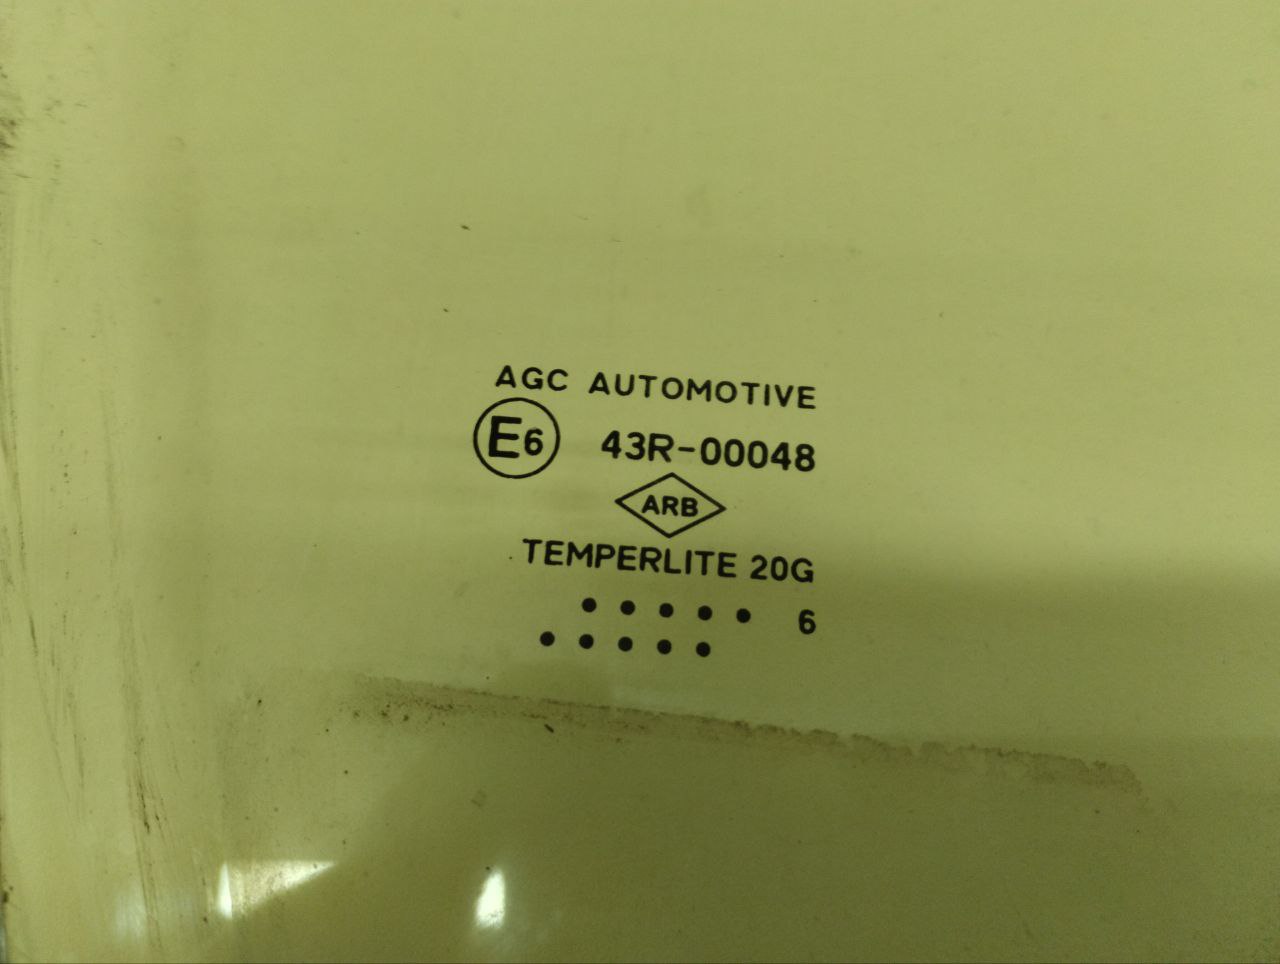 AGC AUTOMOTIVE
E6 43R-00048
ARB
TEMPERLITE 20G
• • • • • 6
• • • • •